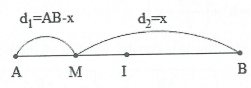 d₁=AB-x d₂=x
A M I B